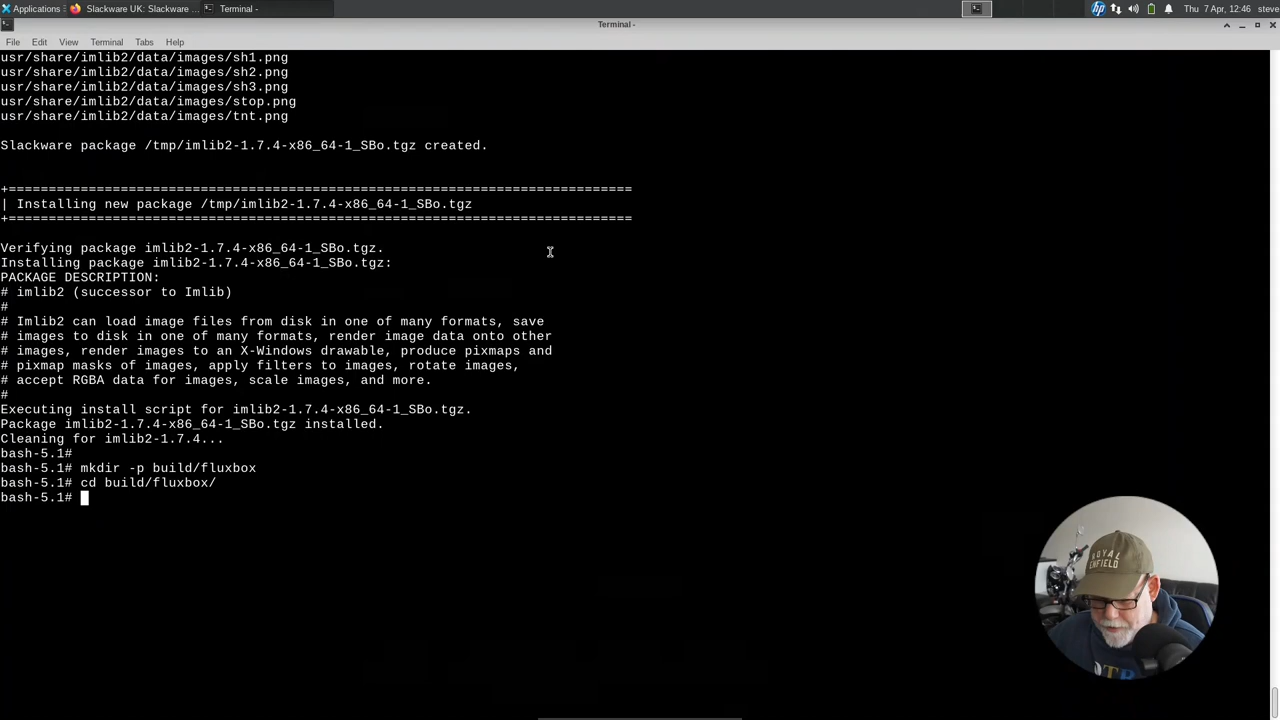 Applications
Slackware UK: Slackware ...
Terminal -
hp
Thu 7 Apr, 12:46
steve
Terminal -
File Edit View Terminal Tabs Help
usr/share/imlib2/data/images/sh1.png
usr/share/imlib2/data/images/sh2.png
usr/share/imlib2/data/images/sh3.png
usr/share/imlib2/data/images/stop.png
usr/share/imlib2/data/images/tnt.png
Slackware package /tmp/imlib2-1.7.4-x86_64-1_SBo.tgz created.
+==============================================================================
| Installing new package /tmp/imlib2-1.7.4-x86_64-1_SBo.tgz
+==============================================================================
Verifying package imlib2-1.7.4-x86_64-1_SBo.tgz.
Installing package imlib2-1.7.4-x86_64-1_SBo.tgz:
PACKAGE DESCRIPTION:
# imlib2 (successor to Imlib)
#
# Imlib2 can load image files from disk in one of many formats, save
# images to disk in one of many formats, render image data onto other
# images, render images to an X-Windows drawable, produce pixmaps and
# pixmap masks of images, apply filters to images, rotate images,
# accept RGBA data for images, scale images, and more.
#
Executing install script for imlib2-1.7.4-x86_64-1_SBo.tgz.
Package imlib2-1.7.4-x86_64-1_SBo.tgz installed.
Cleaning for imlib2-1.7.4...
bash-5.1#
bash-5.1# mkdir -p build/fluxbox
bash-5.1# cd build/fluxbox/
bash-5.1#
ROYAL
ENFIELD